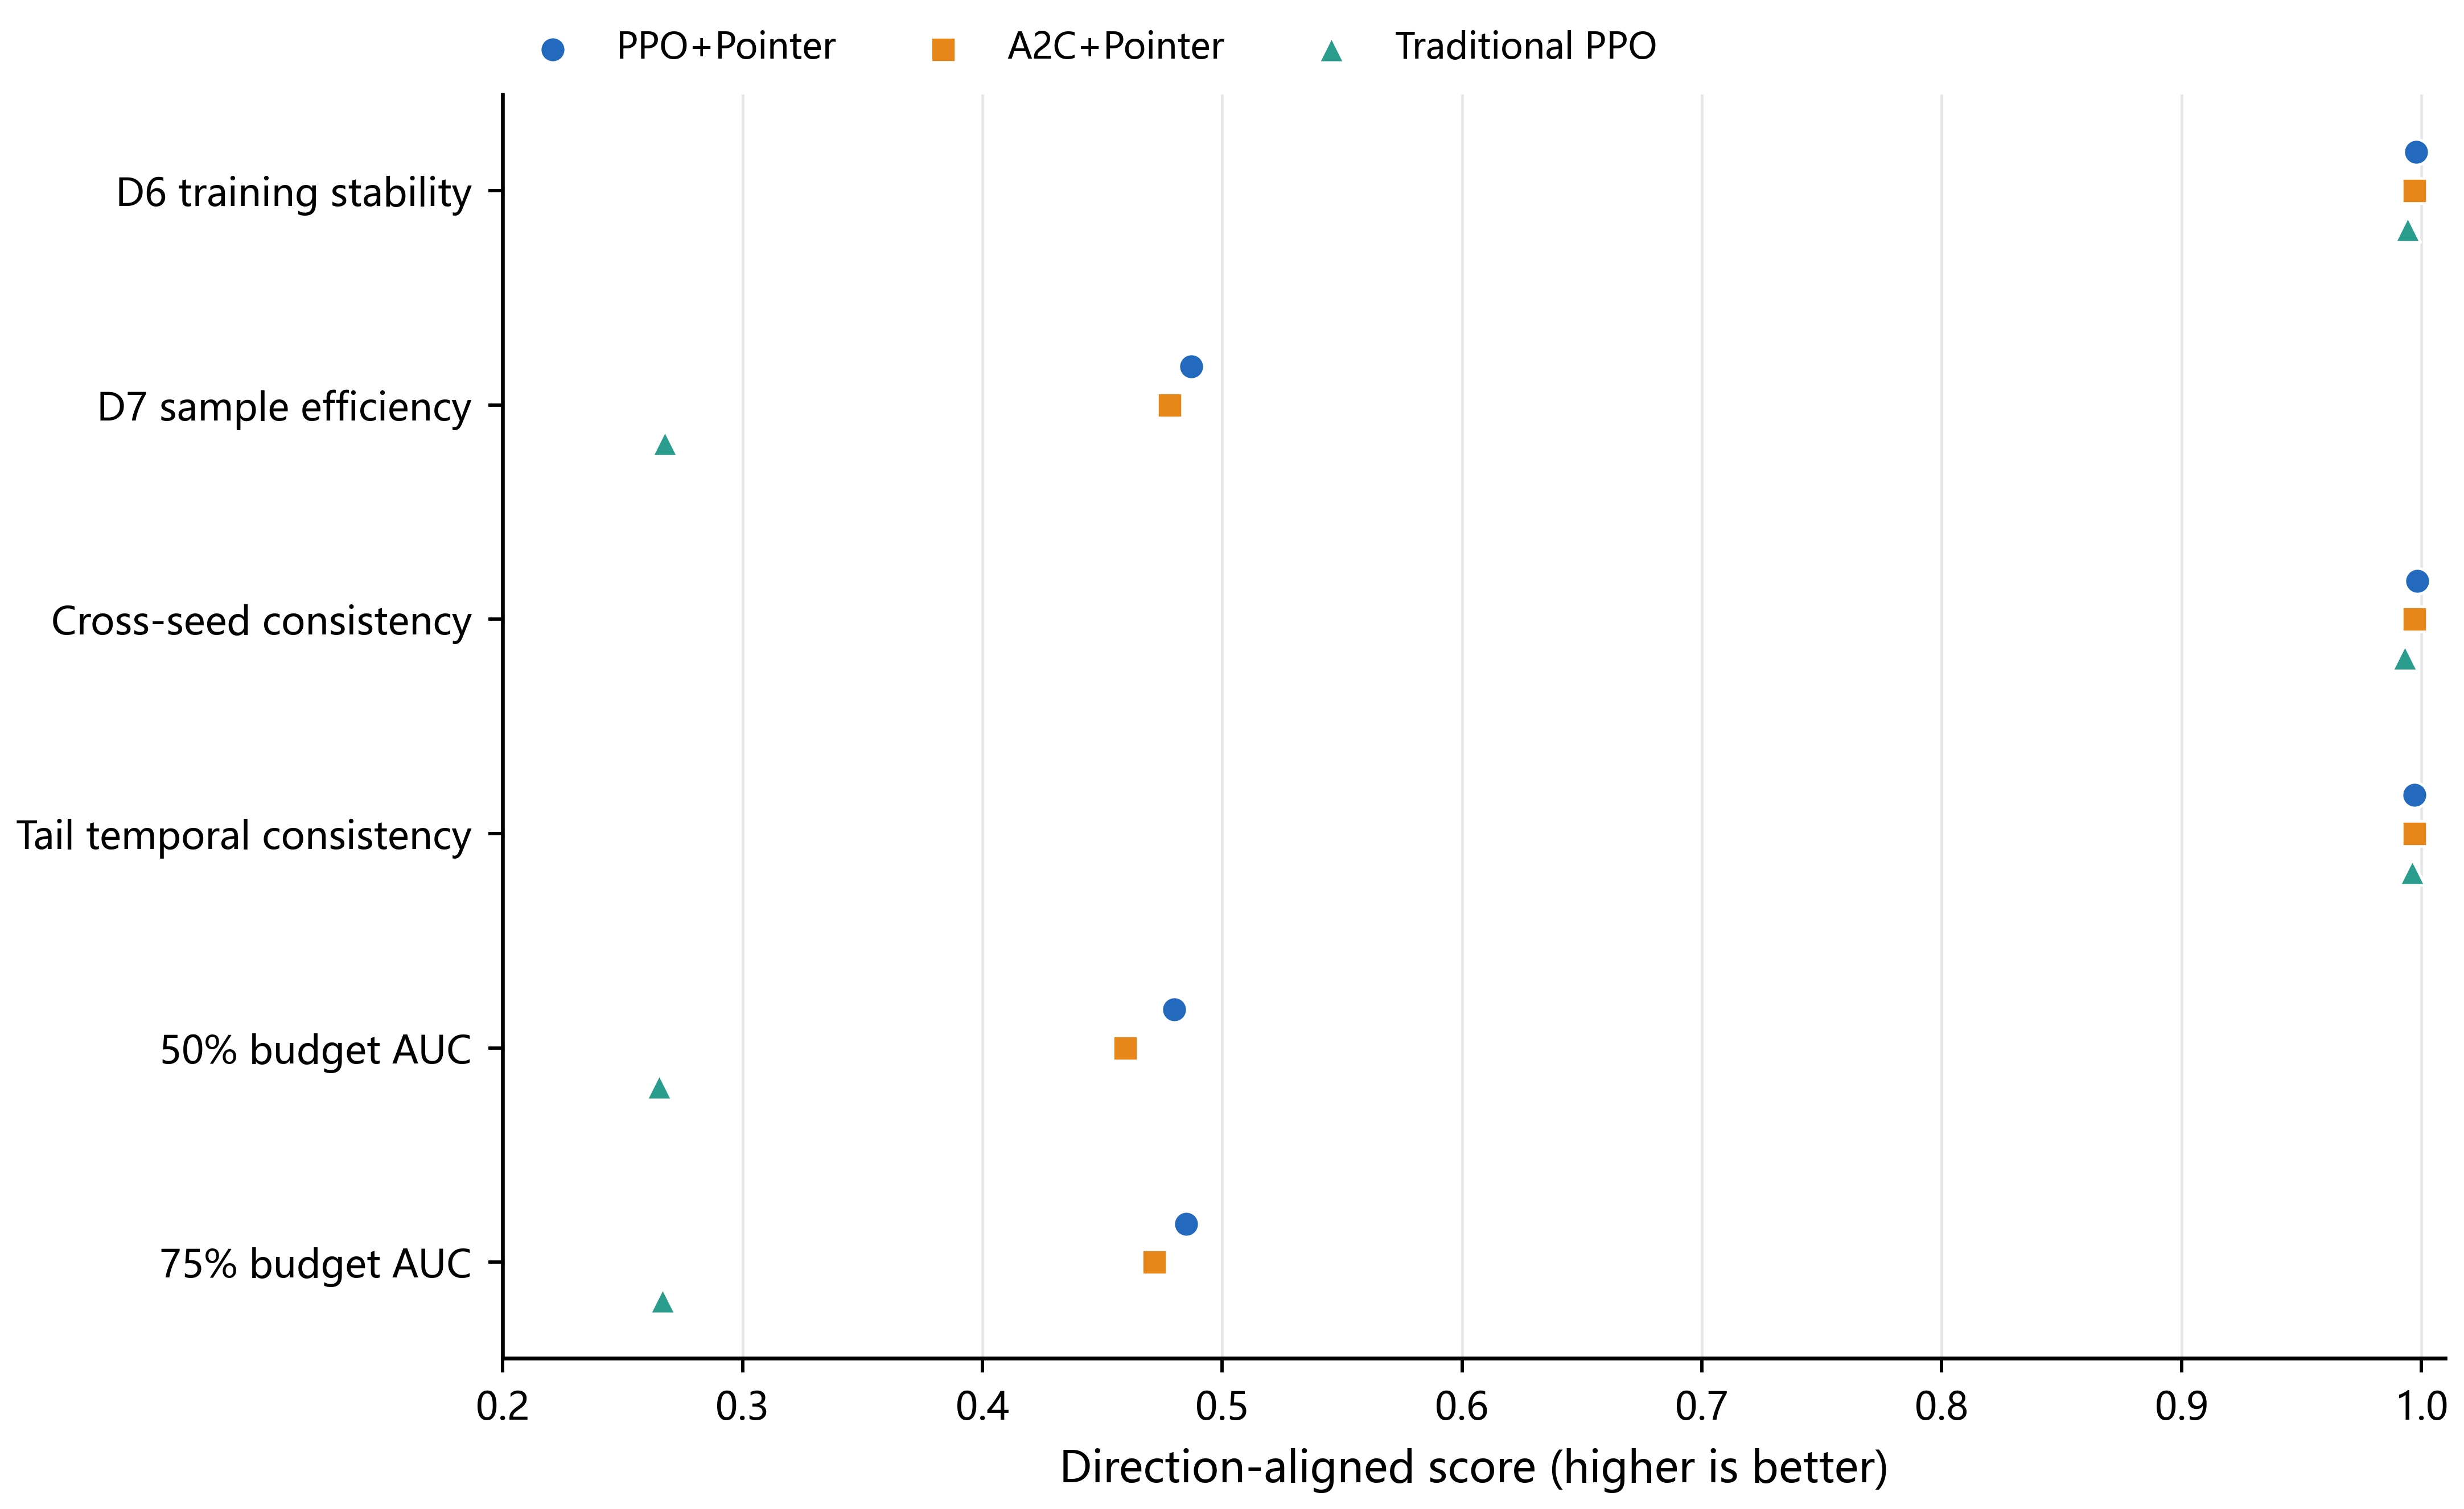 PPO+Pointer A2C+Pointer Traditional PPO
D6 training stability
D7 sample efficiency
Cross-seed consistency
Tail temporal consistency
50% budget AUC
75% budget AUC
0.2 0.3 0.4 0.5 0.6 0.7 0.8 0.9 1.0
Direction-aligned score (higher is better)